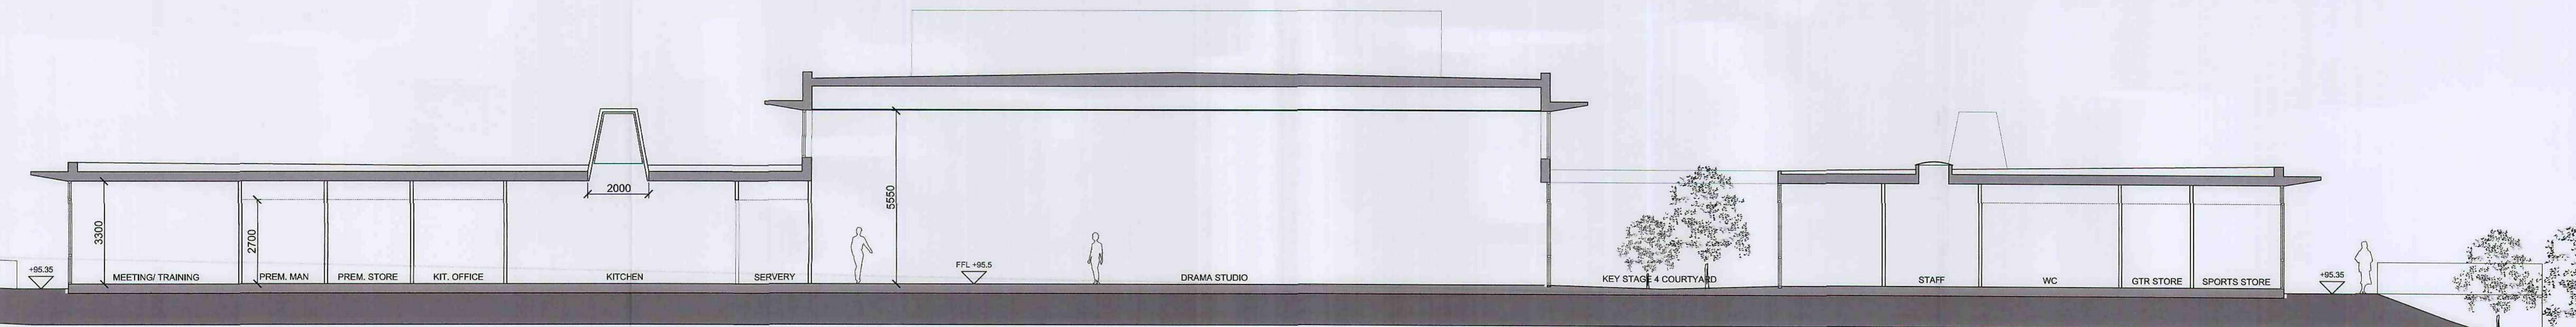 2000
5550
3300
2700
+95.35
MEETING/ TRAINING
PREM. MAN
PREM. STORE
KIT. OFFICE
KITCHEN
SERVERY
FFL +95.5
DRAMA STUDIO
KEY STAGE 4 COURTYARD
STAFF
WC
GTR STORE
SPORTS STORE
+95.35